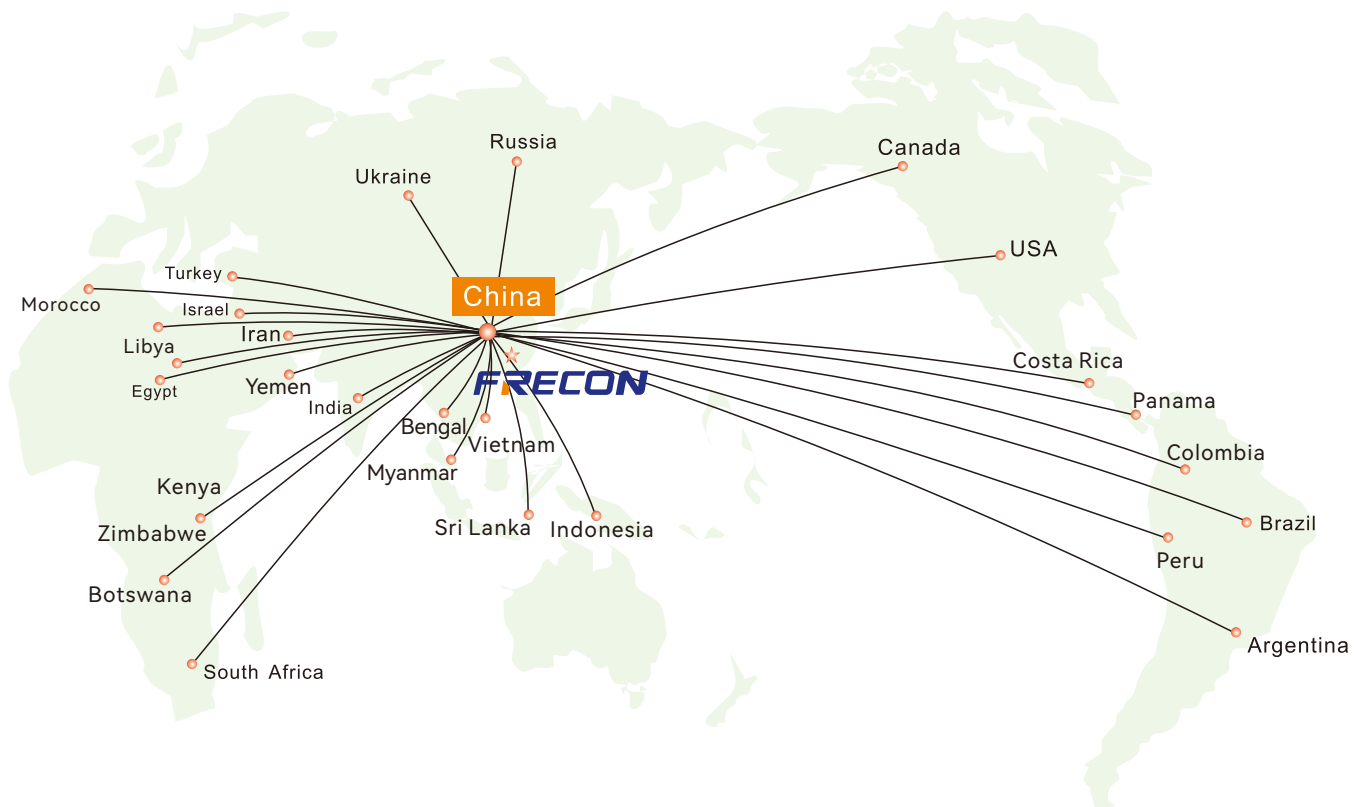 Russia
Canada
Ukraine
USA
Turkey
China
Morocco
Israel
Iran
Libya
Costa Rica
Egypt
Yemen
FRECON
India
Panama
Bengal
Vietnam
Colombia
Myanmar
Kenya
Zimbabwe
Sri Lanka
Indonesia
Brazil
Peru
Botswana
Argentina
South Africa